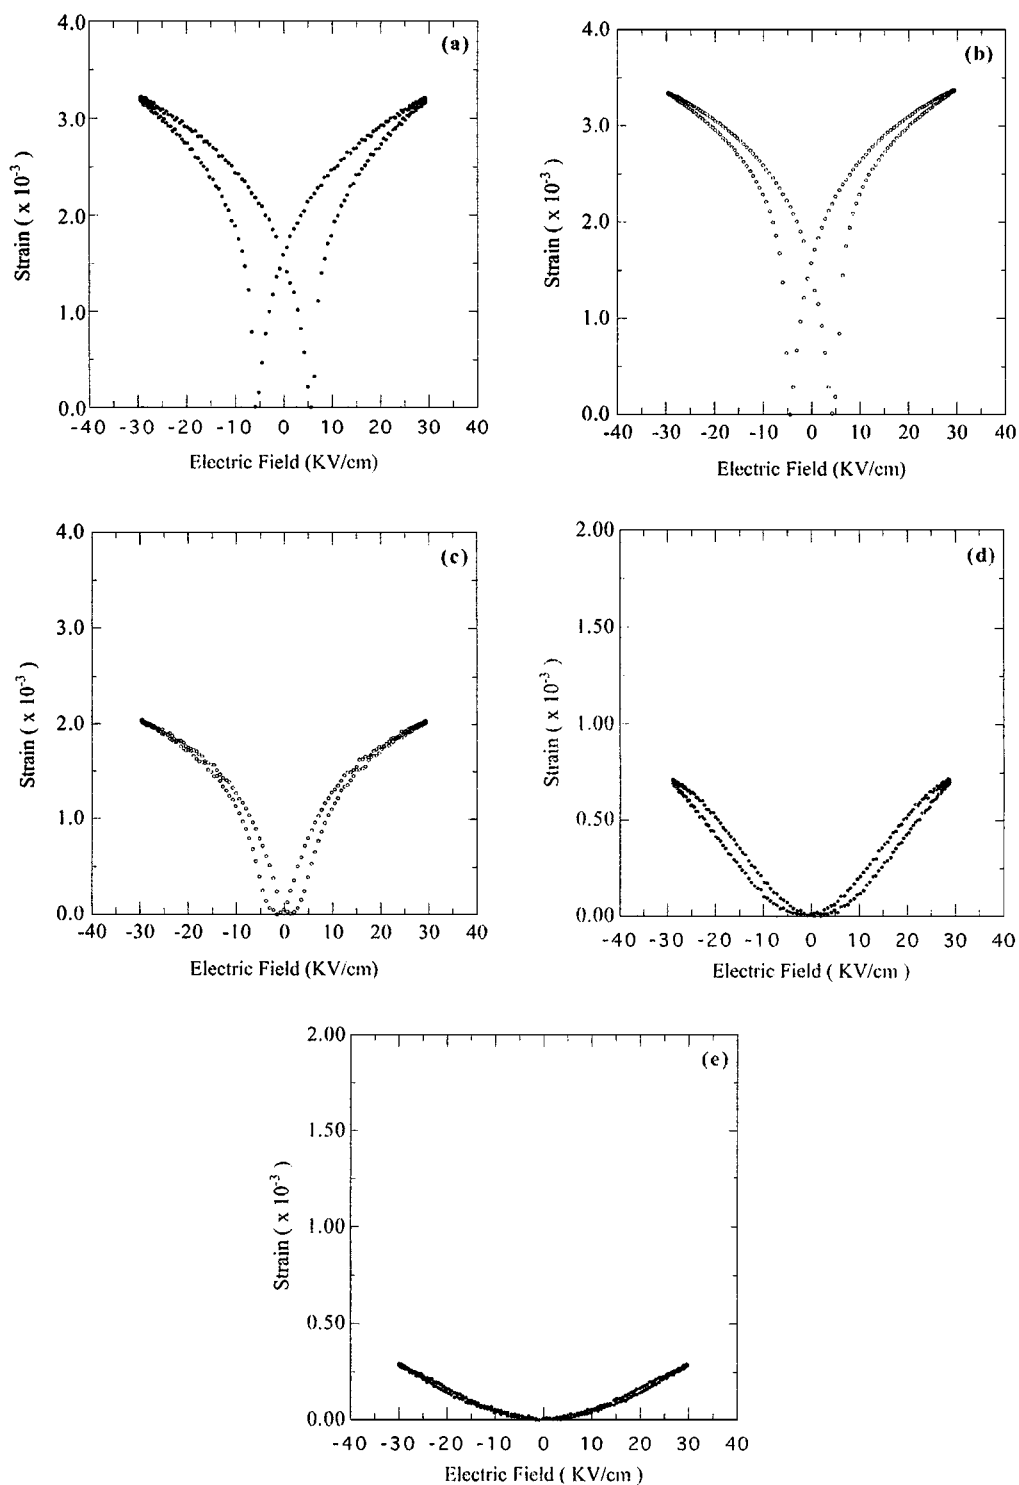 (a)
4.0
3.0
2.0
1.0
0.0
Strain ( x 10-3 )
-40 -30 -20 -10 0 10 20 30 40
Electric Field (KV/cm)
(b)
4.0
3.0
2.0
1.0
0.0
Strain ( x 10-3 )
-40 -30 -20 -10 0 10 20 30 40
Electric Field (KV/cm)
(c)
4.0
3.0
2.0
1.0
0.0
Strain ( x 10-3 )
-40 -30 -20 -10 0 10 20 30 40
Electric Field (KV/cm)
(d)
2.00
1.50
1.00
0.50
0.00
Strain ( x 10-3 )
-40 -30 -20 -10 0 10 20 30 40
Electric Field ( KV/cm )
(e)
2.00
1.50
1.00
0.50
0.00
Strain ( x 10-3 )
-40 -30 -20 -10 0 10 20 30 40
Electric Field ( KV/cm )